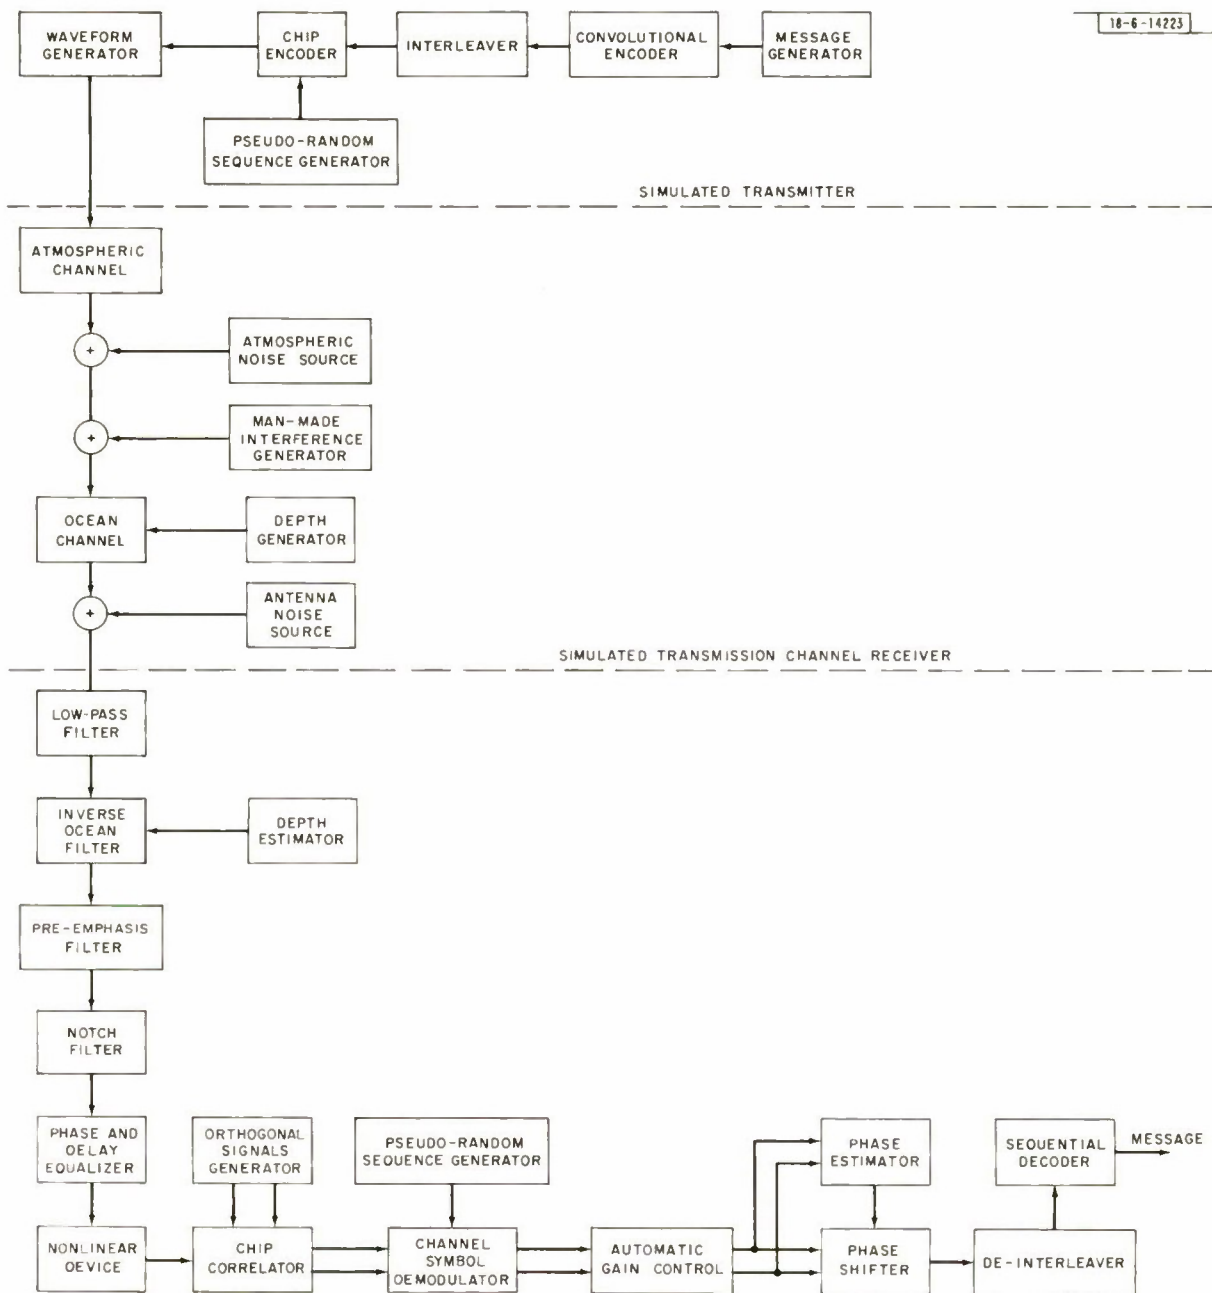 18-6-14223
WAVEFORM
GENERATOR
CHIP
ENCODER
INTERLEAVER
CONVOLUTIONAL
ENCODER
MESSAGE
GENERATOR
PSEUDO-RANDOM
SEQUENCE GENERATOR
SIMULATED TRANSMITTER
ATMOSPHERIC
CHANNEL
+
ATMOSPHERIC
NOISE SOURCE
+
MAN-MADE
INTERFERENCE
GENERATOR
OCEAN
CHANNEL
DEPTH
GENERATOR
+
ANTENNA
NOISE
SOURCE
SIMULATED TRANSMISSION CHANNEL RECEIVER
LOW-PASS
FILTER
INVERSE
OCEAN
FILTER
DEPTH
ESTIMATOR
PRE-EMPHASIS
FILTER
NOTCH
FILTER
PHASE AND
DELAY
EQUALIZER
ORTHOGONAL
SIGNALS
GENERATOR
PSEUDO-RANDOM
SEQUENCE GENERATOR
PHASE
ESTIMATOR
SEQUENTIAL
DECODER
MESSAGE
NONLINEAR
DEVICE
CHIP
CORRELATOR
CHANNEL
SYMBOL
DEMODULATOR
AUTOMATIC
GAIN CONTROL
PHASE
SHIFTER
DE-INTERLEAVER